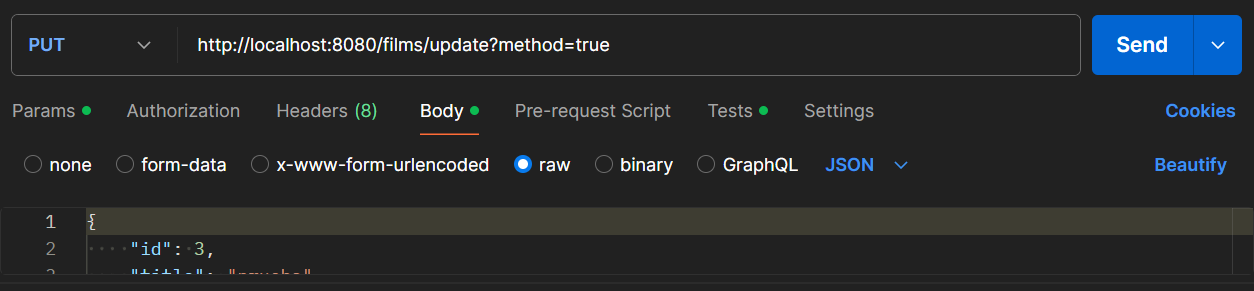 PUT http://localhost:8080/films/update?method=true Send
Params Authorization Headers (8) Body Pre-request Script Tests Settings Cookies
none form-data x-www-form-urlencoded raw binary GraphQL JSON Beautify
1 {
2 "id": 3,
"title":